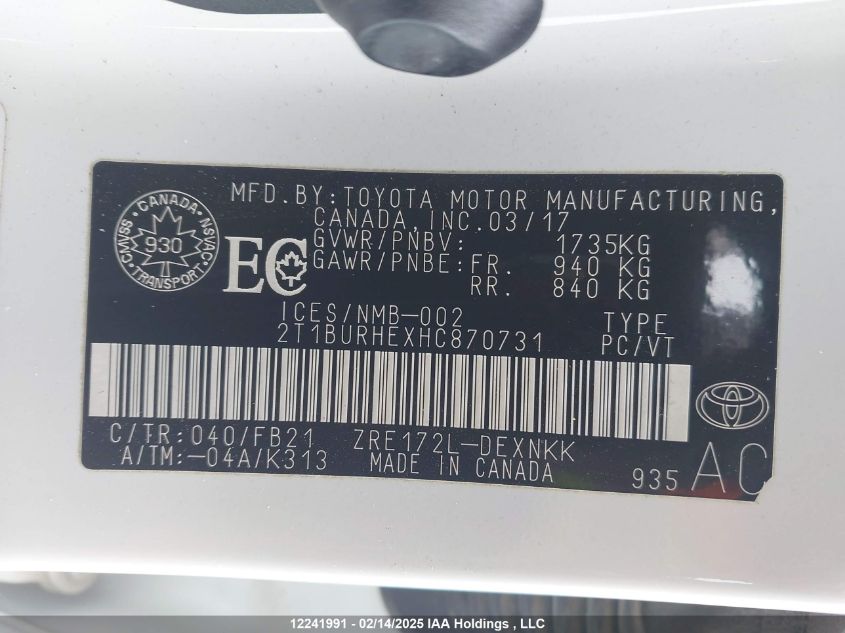 MFD.BY:TOYOTA MOTOR MANUFACTURING,
CANADA,INC.03/17
GVWR/PNBV: 1735KG
GAWR/PNBE:FR. 940 KG
RR. 840 KG
CANADA
CMVSS 930 NSVAC
TRANSPORT
EC
ICES/NMB-002 TYPE
2T1BURHEXHC870731 PC/VT
C/TR:040/FB21 ZRE172L-DEXNKK
A/TM:-04A/K313 MADE IN CANADA 935 AC
12241991 - 02/14/2025 IAA Holdings , LLC